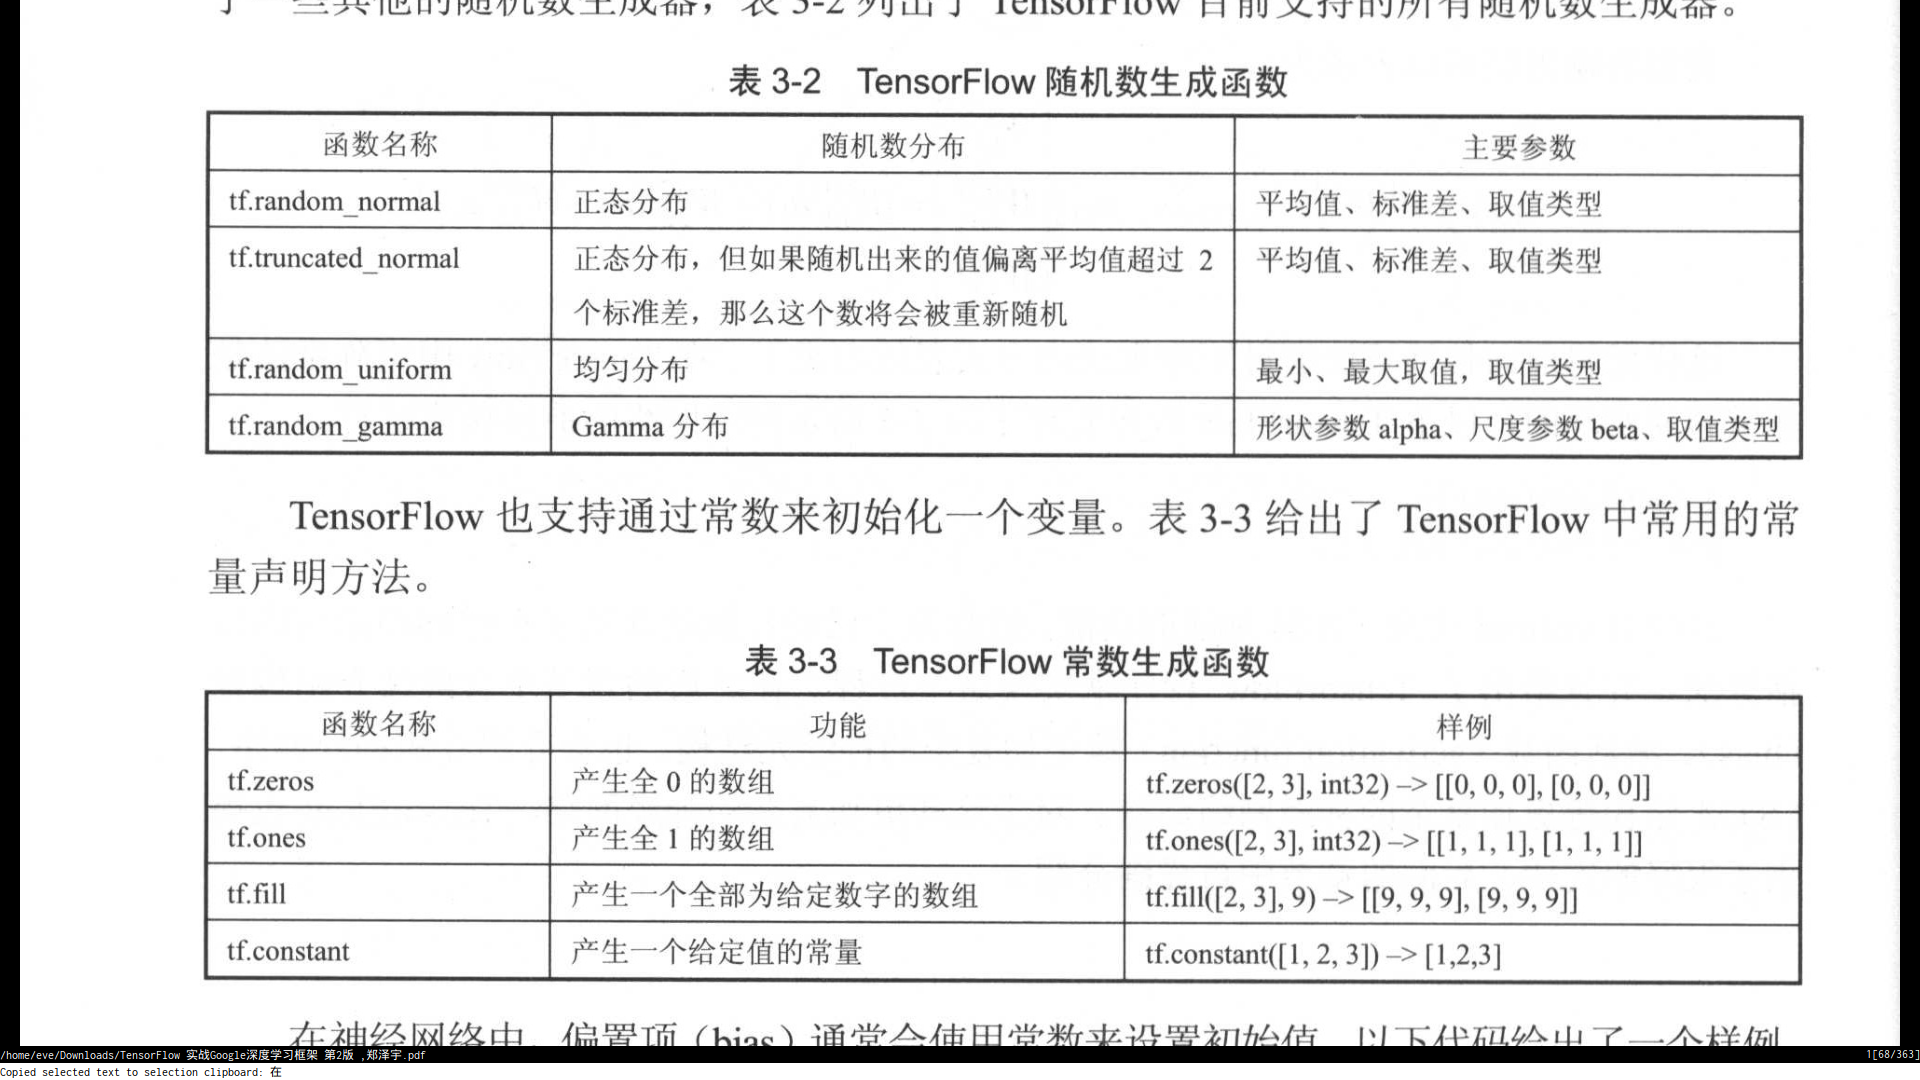 了一些其他的随机数生成器，表 3-2 列出了 TensorFlow 目前支持的所有随机数生成器。
表 3-2 TensorFlow 随机数生成函数
函数名称 随机数分布 主要参数
tf.random_normal 正态分布 平均值、标准差、取值类型
tf.truncated_normal 正态分布，但如果随机出来的值偏离平均值超过 2 平均值、标准差、取值类型
个标准差，那么这个数将会被重新随机
tf.random_uniform 均匀分布 最小、最大取值，取值类型
tf.random_gamma Gamma 分布 形状参数 alpha、尺度参数 beta、取值类型
TensorFlow 也支持通过常数来初始化一个变量。表 3-3 给出了 TensorFlow 中常用的常
量声明方法。
表 3-3 TensorFlow 常数生成函数
函数名称 功能 样例
tf.zeros 产生全 0 的数组 tf.zeros([2, 3], int32) –> [[0, 0, 0], [0, 0, 0]]
tf.ones 产生全 1 的数组 tf.ones([2, 3], int32) –> [[1, 1, 1], [1, 1, 1]]
tf.fill 产生一个全部为给定数字的数组 tf.fill([2, 3], 9) –> [[9, 9, 9], [9, 9, 9]]
tf.constant 产生一个给定值的常量 tf.constant([1, 2, 3]) –> [1,2,3]
在神经网络中，偏置项（bias）通常会使用常数来设置初始值。以下代码给出了一个样例
/home/eve/Downloads/TensorFlow 实战Google深度学习框架 第2版 ,郑泽宇.pdf 1[68/363]
Copied selected text to selection clipboard: 在